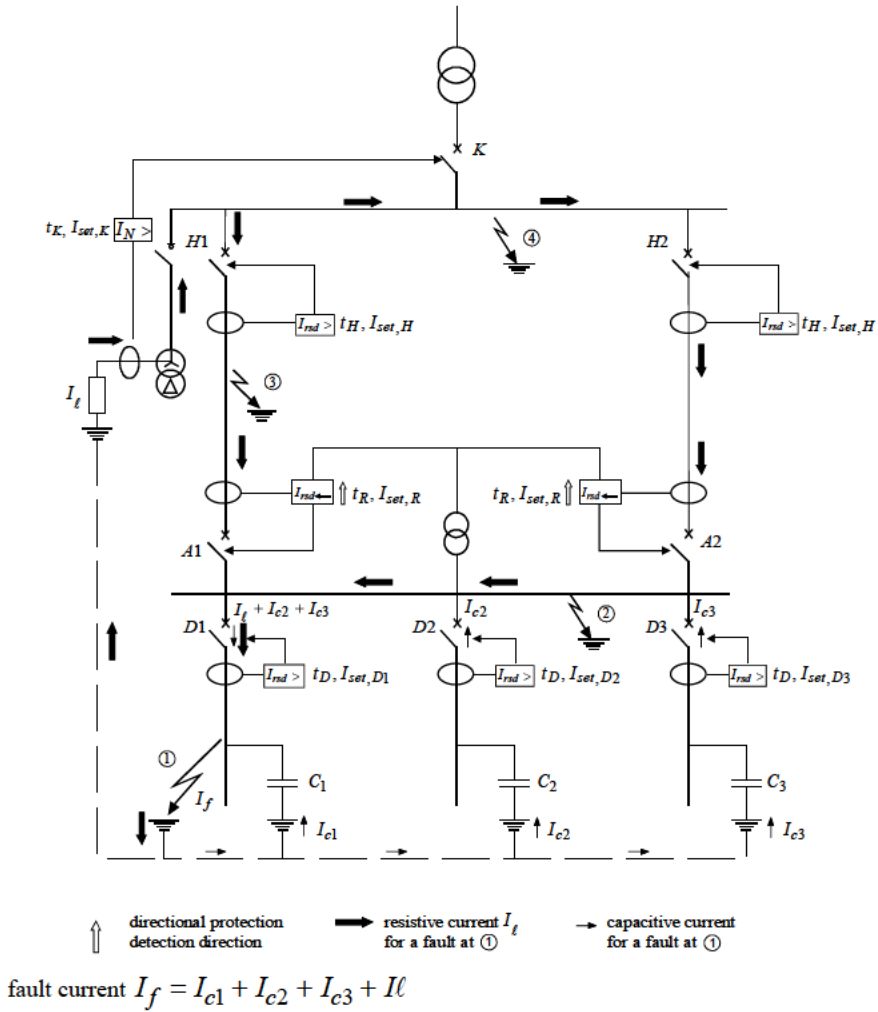 K
t_K, I_set,K I_N >
H1
④
H2
I_rsd > t_H, I_set,H
I_rsd > t_H, I_set,H
③
I_ℓ
I_rsd t_R, I_set,R
t_R, I_set,R I_rsd
A1
A2
I_ℓ + I_c2 + I_c3
I_c2
②
I_c3
D1
D2
D3
I_rsd > t_D, I_set,D1
I_rsd > t_D, I_set,D2
I_rsd > t_D, I_set,D3
①
I_f
C_1
C_2
C_3
I_c1
I_c2
I_c3
directional protection
detection direction
resistive current I_ℓ
for a fault at ①
capacitive current
for a fault at ①
fault current I_f = I_c1 + I_c2 + I_c3 + Iℓ